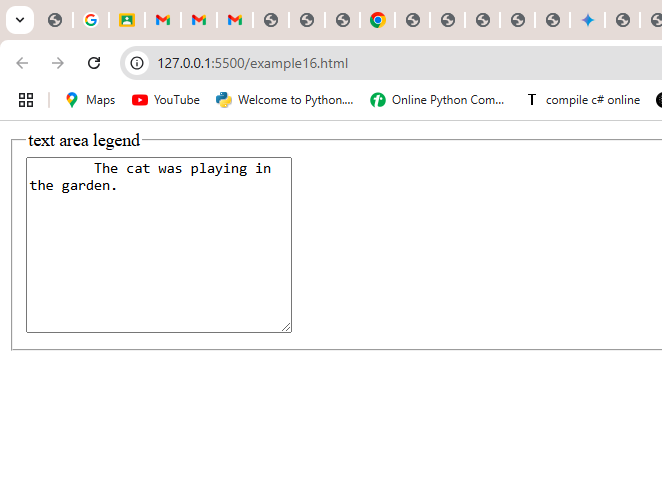 127.0.0.1:5500/example16.html
Maps YouTube Welcome to Python.... Online Python Com... T compile c# online
text area legend
The cat was playing in
the garden.